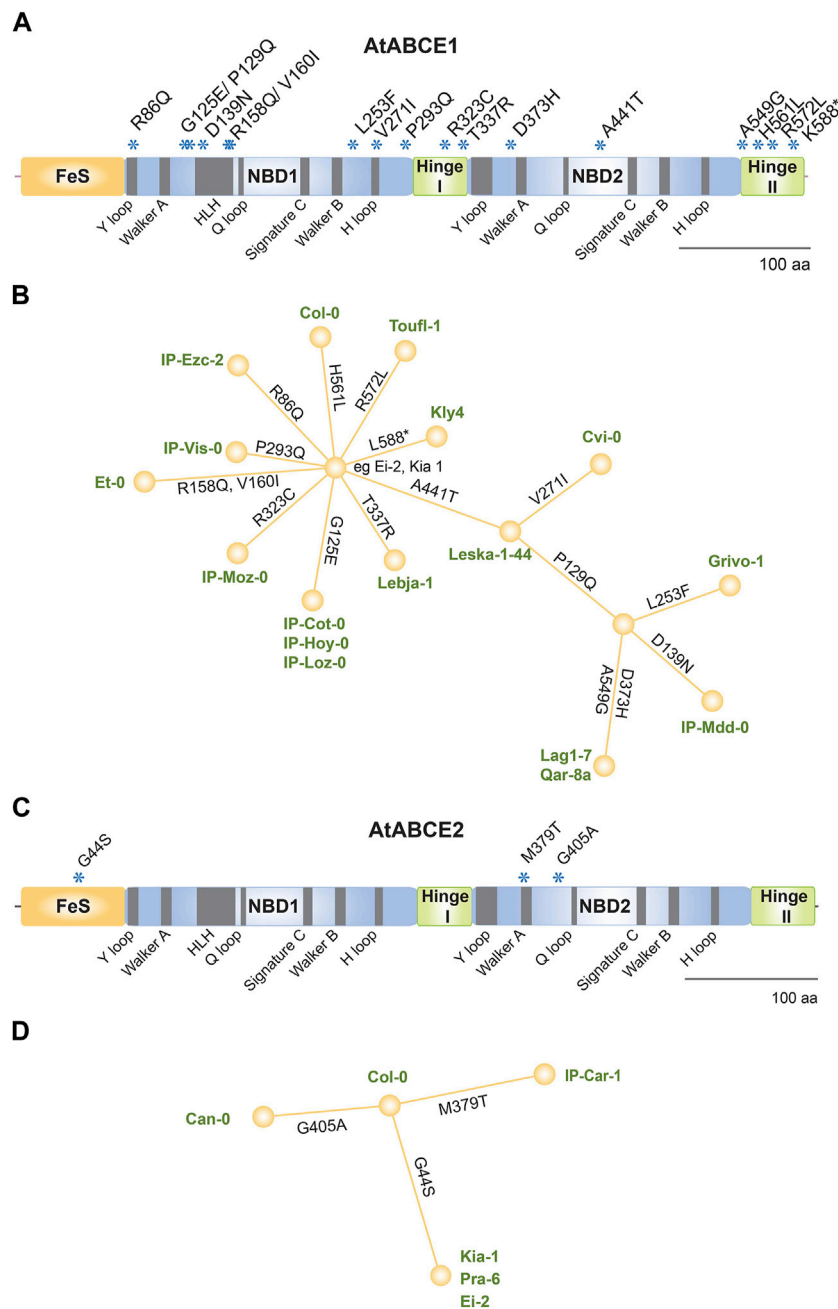 A
AtABCE1
R86Q
G125E/ P129Q
D139N
R158Q/ V160I
L253F
V271I
P293Q
R323C
T337R
D373H
A441T
A549G
H561L
R572L
K588*
* * * * * * * * * * * * * * * *
FeS
NBD1
Hinge
I
NBD2
Hinge
II
Y loop
Walker A
HLH
Q loop
Signature C
Walker B
H loop
Y loop
Walker A
Q loop
Signature C
Walker B
H loop
100 aa
B
Col-0
Toufl-1
IP-Ezc-2
H561L
R572L
R86Q
Kly4
IP-Vis-0
P293Q
L588*
Cvi-0
eg Ei-2, Kia 1
Et-0
R158Q, V160I
A441T
V271I
R323C
G125E
T337R
Leska-1-44
IP-Moz-0
Lebja-1
P129Q
Grivo-1
L253F
IP-Cot-0
IP-Hoy-0
IP-Loz-0
D139N
D373H
A549G
IP-Mdd-0
Lag1-7
Qar-8a
C
AtABCE2
G44S
M379T
G405A
* * *
FeS
NBD1
Hinge
I
NBD2
Hinge
II
Y loop
Walker A
HLH
Q loop
Signature C
Walker B
H loop
Y loop
Walker A
Q loop
Signature C
Walker B
H loop
100 aa
D
Col-0
IP-Car-1
Can-0
G405A
M379T
G44S
Kia-1
Pra-6
Ei-2